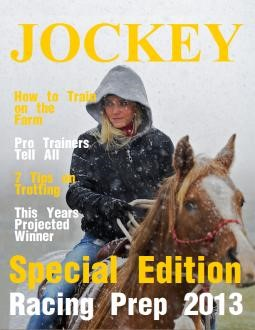 JOCKEY
How to Train
on the
Farm
Pro Trainers
Tell All
7 Tips on
Trotting
This Years
Projected
Winner
Special Edition
Racing Prep 2013